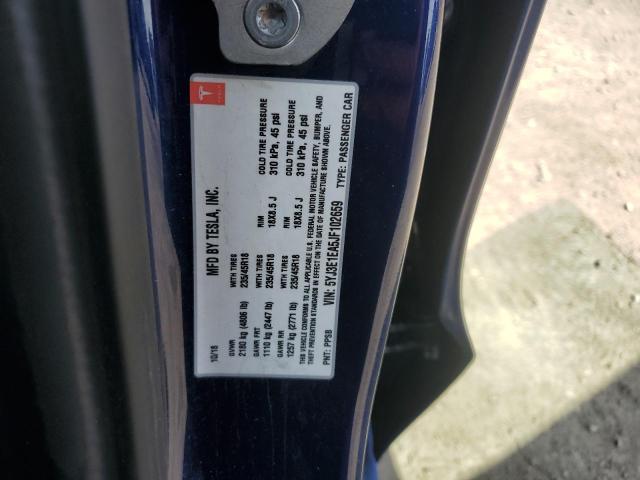 MFD BY TESLA, INC.
10/18
GVWR
2180 kg (4806 lb)
WITH TIRES
235/45R18
GAWR FRT
1110 kg (2447 lb)
WITH TIRES
235/45R18
RIM
18X8.5 J
COLD TIRE PRESSURE
310 kPa, 45 psi
GAWR RR
1257 kg (2771 lb)
WITH TIRES
235/45R18
RIM
18X8.5 J
COLD TIRE PRESSURE
310 kPa, 45 psi
THIS VEHICLE CONFORMS TO ALL APPLICABLE U.S. FEDERAL MOTOR VEHICLE SAFETY, BUMPER, AND
THEFT PREVENTION STANDARDS IN EFFECT ON THE DATE OF MANUFACTURE SHOWN ABOVE.
VIN: 5YJ3E1EA5JF102659
PNT: PPSB
TYPE: PASSENGER CAR